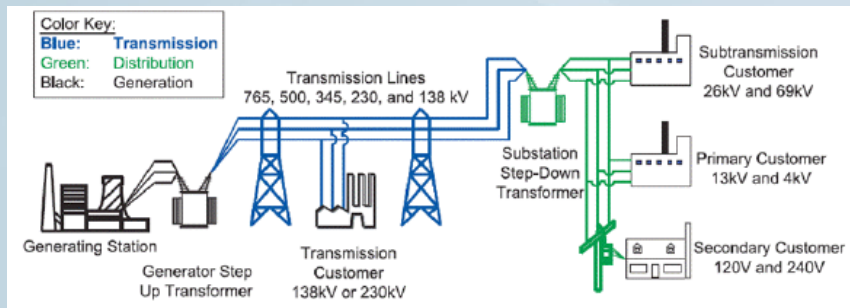 Color Key:
Blue: Transmission
Green: Distribution
Black: Generation
Transmission Lines
765, 500, 345, 230, and 138 kV
Subtransmission
Customer
26kV and 69kV
Substation
Step-Down
Transformer
Primary Customer
13kV and 4kV
Generating Station
Generator Step
Up Transformer
Transmission
Customer
138kV or 230kV
Secondary Customer
120V and 240V